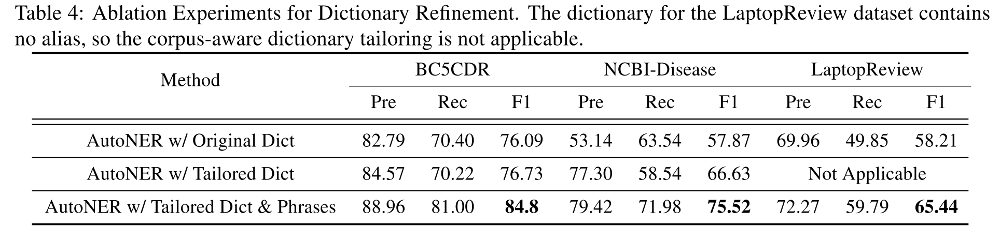 Table 4: Ablation Experiments for Dictionary Refinement. The dictionary for the LaptopReview dataset contains
no alias, so the corpus-aware dictionary tailoring is not applicable.
Method BC5CDR NCBI-Disease LaptopReview
Pre Rec F1 Pre Rec F1 Pre Rec F1
AutoNER w/ Original Dict 82.79 70.40 76.09 53.14 63.54 57.87 69.96 49.85 58.21
AutoNER w/ Tailored Dict 84.57 70.22 76.73 77.30 58.54 66.63 Not Applicable
AutoNER w/ Tailored Dict & Phrases 88.96 81.00 84.8 79.42 71.98 75.52 72.27 59.79 65.44